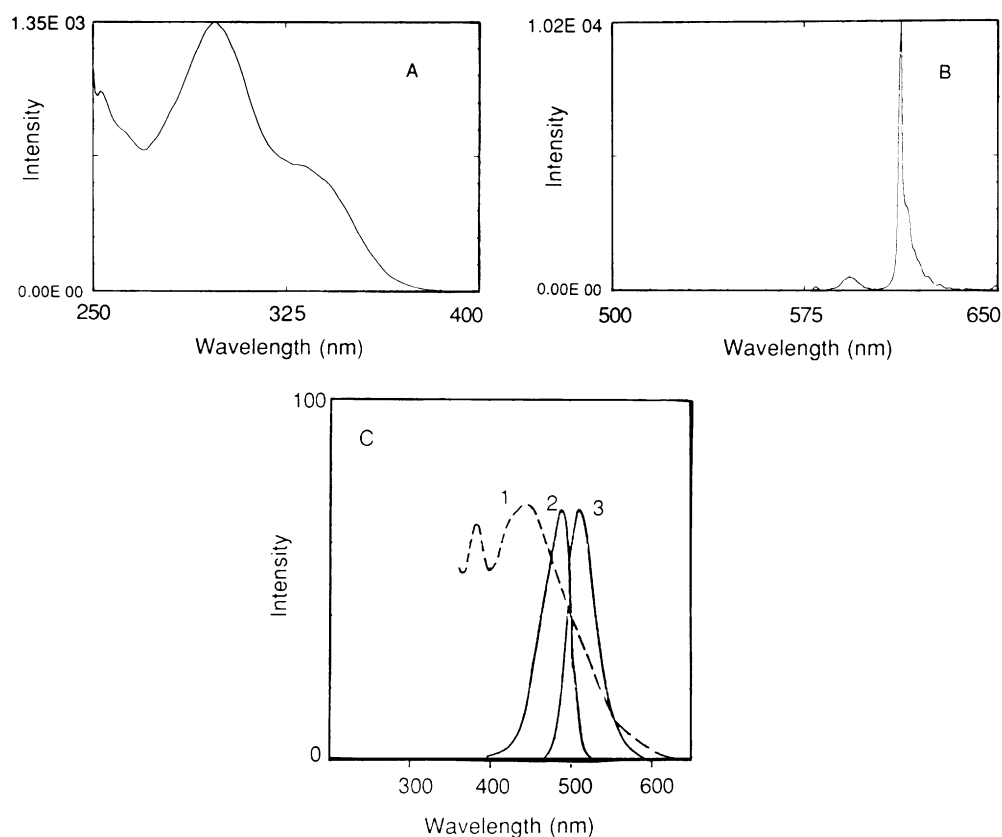 1.35E 03
A
Intensity
0.00E 00
250 325 400
Wavelength (nm)
1.02E 04
B
Intensity
0.00E 00
500 575 650
Wavelength (nm)
100
C
1 2 3
Intensity
0
300 400 500 600
Wavelength (nm)